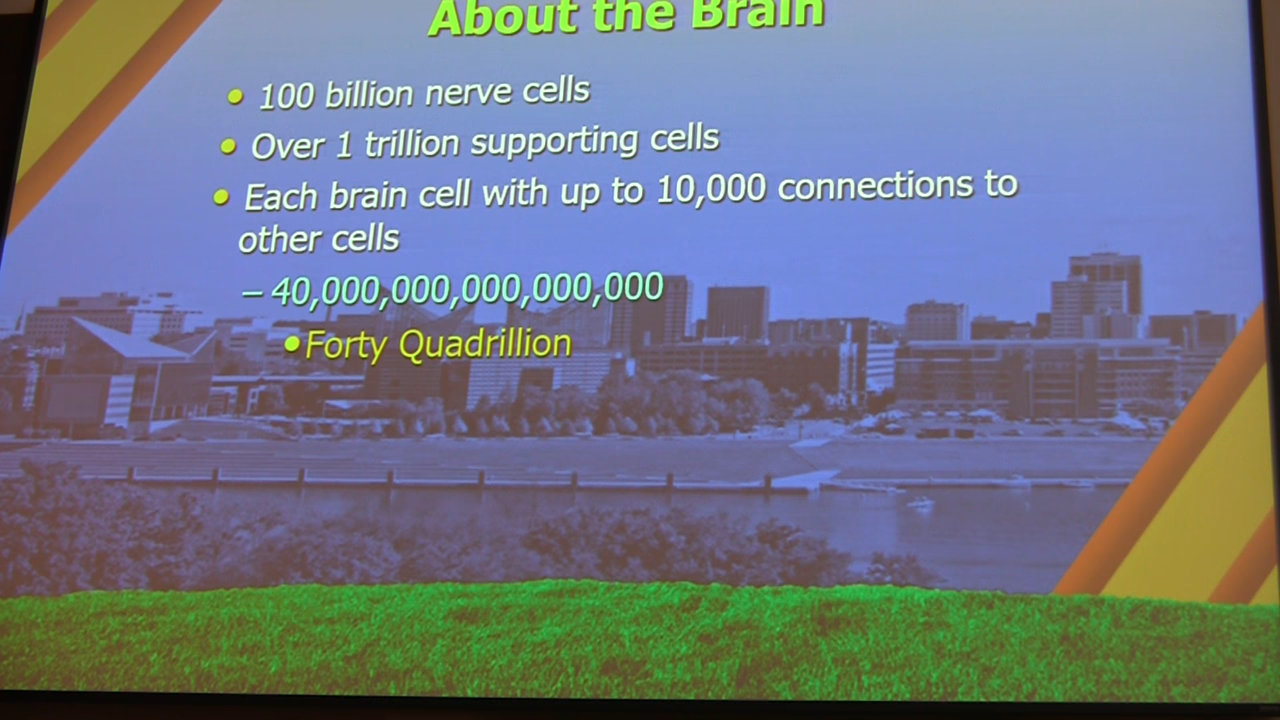 About the Brain
• 100 billion nerve cells
• Over 1 trillion supporting cells
• Each brain cell with up to 10,000 connections to
other cells
– 40,000,000,000,000,000
• Forty Quadrillion